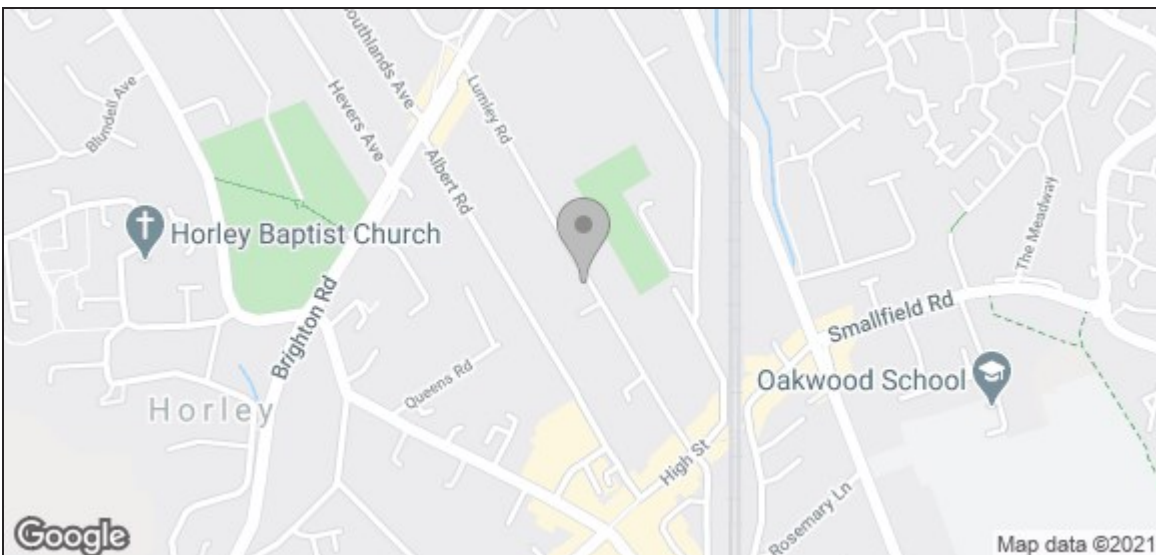 Southlands Ave
Blundell Ave
Hevers Ave
Lumley Rd
Albert Rd
Horley Baptist Church
Brighton Rd
The Meadway
Smallfield Rd
Queens Rd
Oakwood School
Horley
High St
Rosemary Ln
Google
Map data ©2021